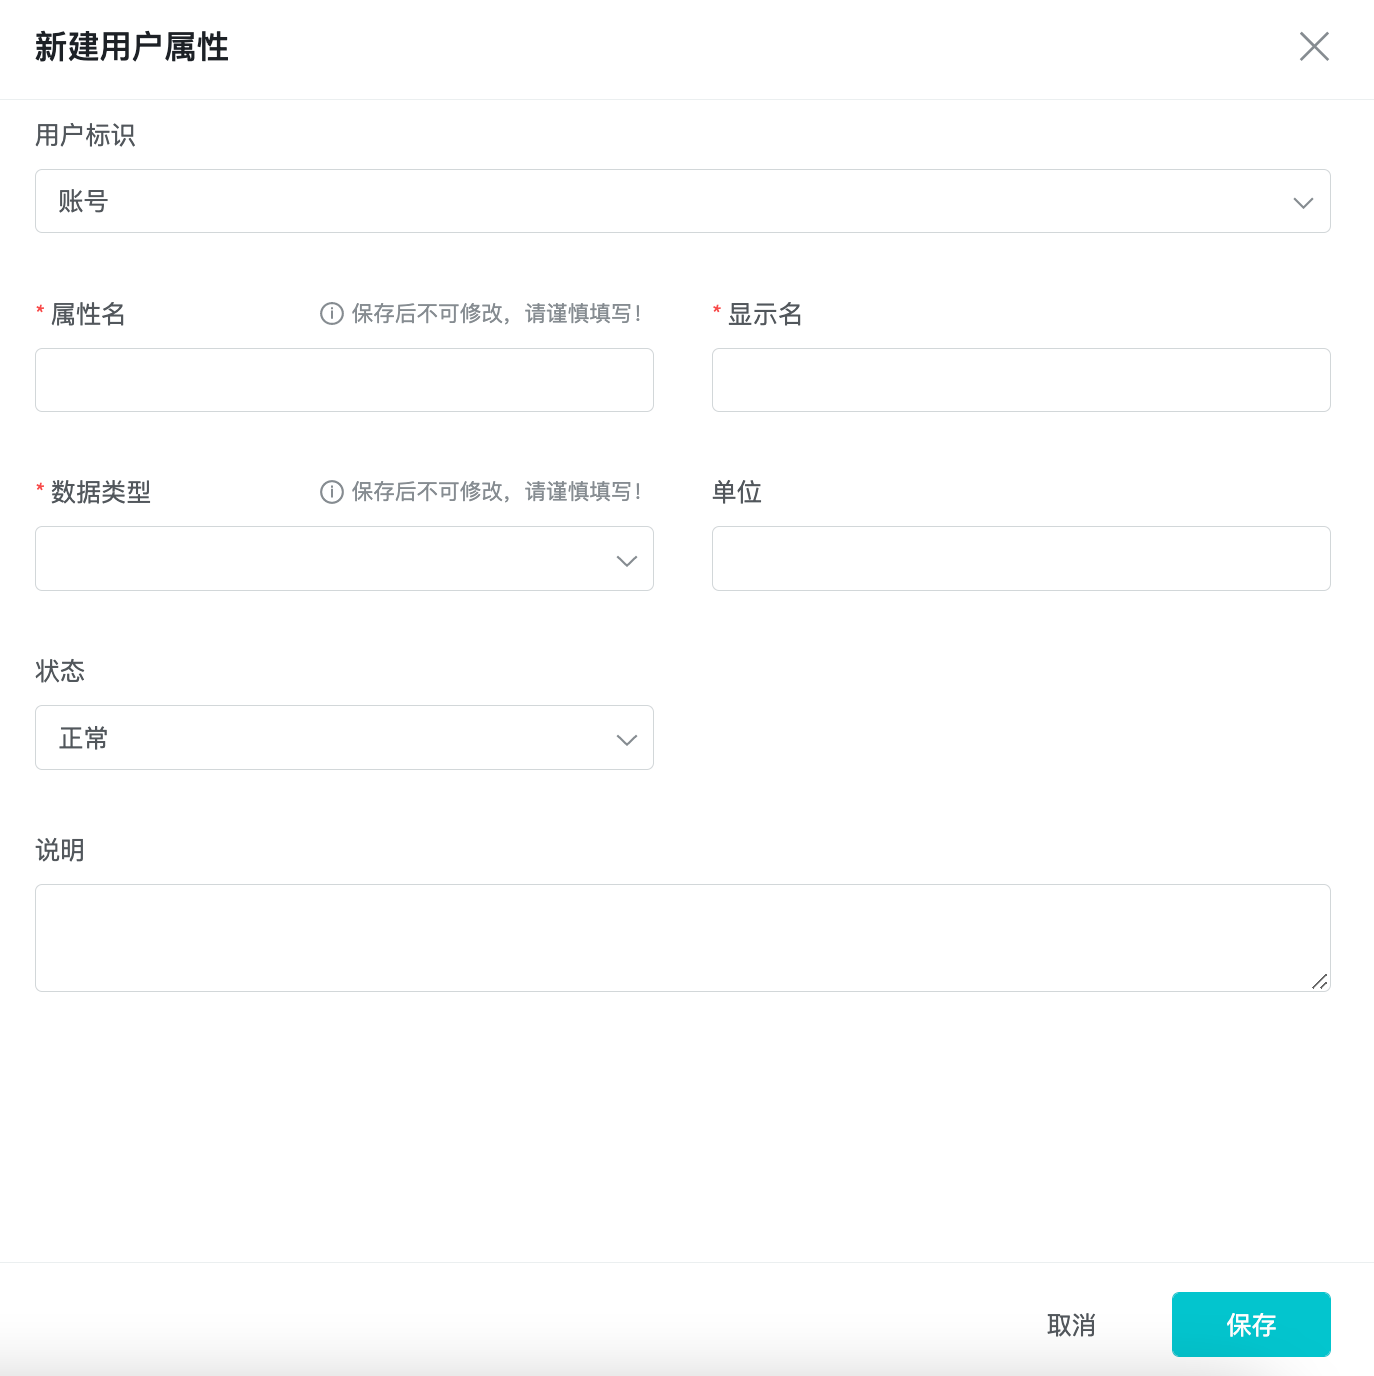 新建用户属性
用户标识
账号
* 属性名 保存后不可修改，请谨慎填写！ * 显示名
* 数据类型 保存后不可修改，请谨慎填写！ 单位
状态
正常
说明
取消 保存